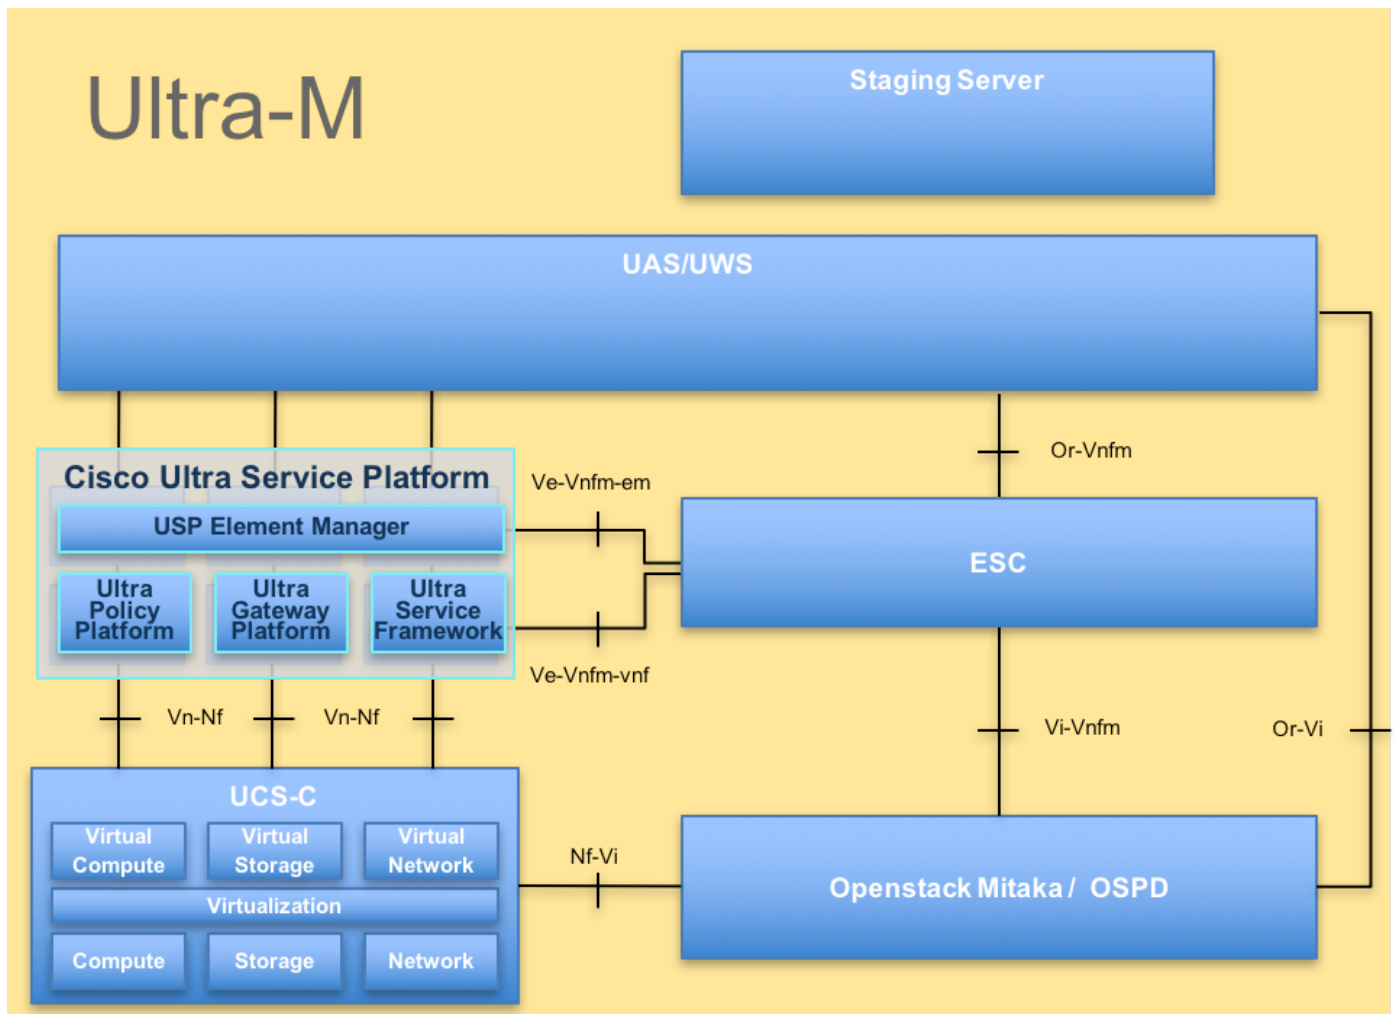 Ultra-M
Staging Server
UAS/UWS
Or-Vnfm
Cisco Ultra Service Platform
Ve-Vnfm-em
USP Element Manager
ESC
Ultra
Policy
Platform
Ultra
Gateway
Platform
Ultra
Service
Framework
Ve-Vnfm-vnf
Vn-Nf
Vn-Nf
Vi-Vnfm
Or-Vi
UCS-C
Virtual
Compute
Virtual
Storage
Virtual
Network
Nf-Vi
Openstack Mitaka / OSPD
Virtualization
Compute
Storage
Network